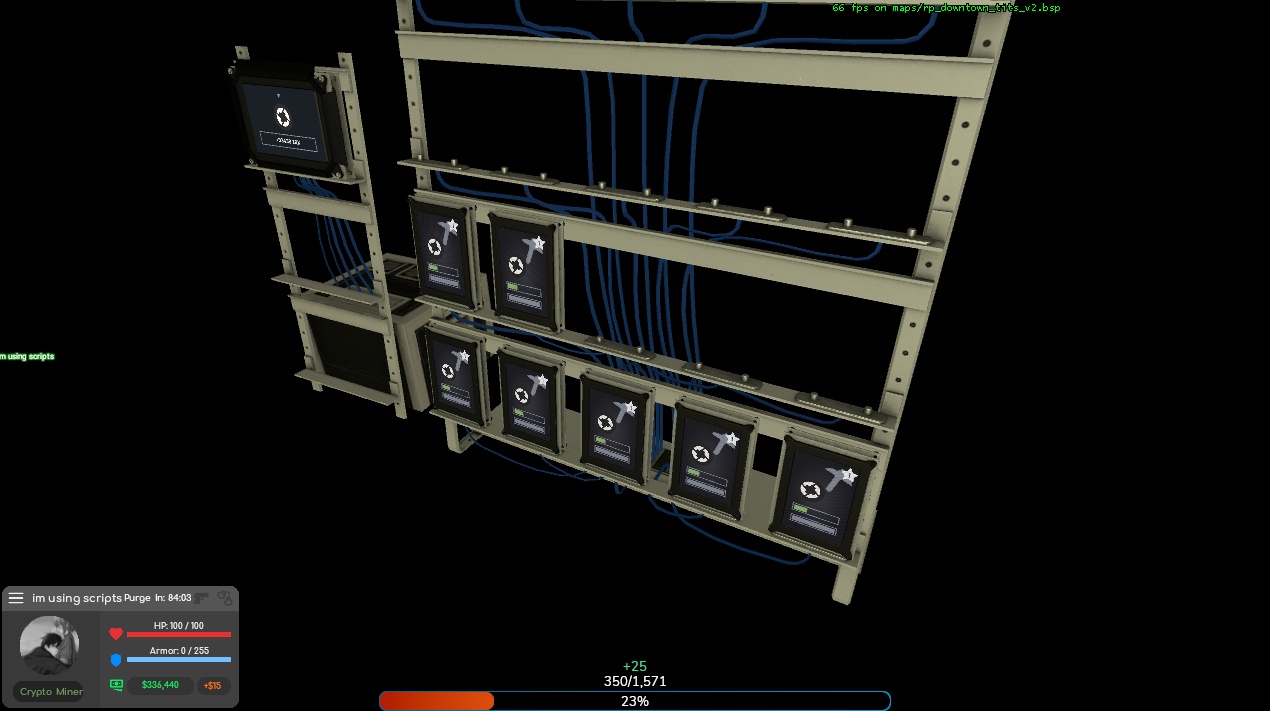 66 fps on maps/rp_downtown_tits_v2.bsp
m using scripts
im using scripts
Purge In: 84:03
HP: 100 / 100
Armor: 0 / 255
Crypto Miner
$336,440
+$15
+25
350/1,571
23%